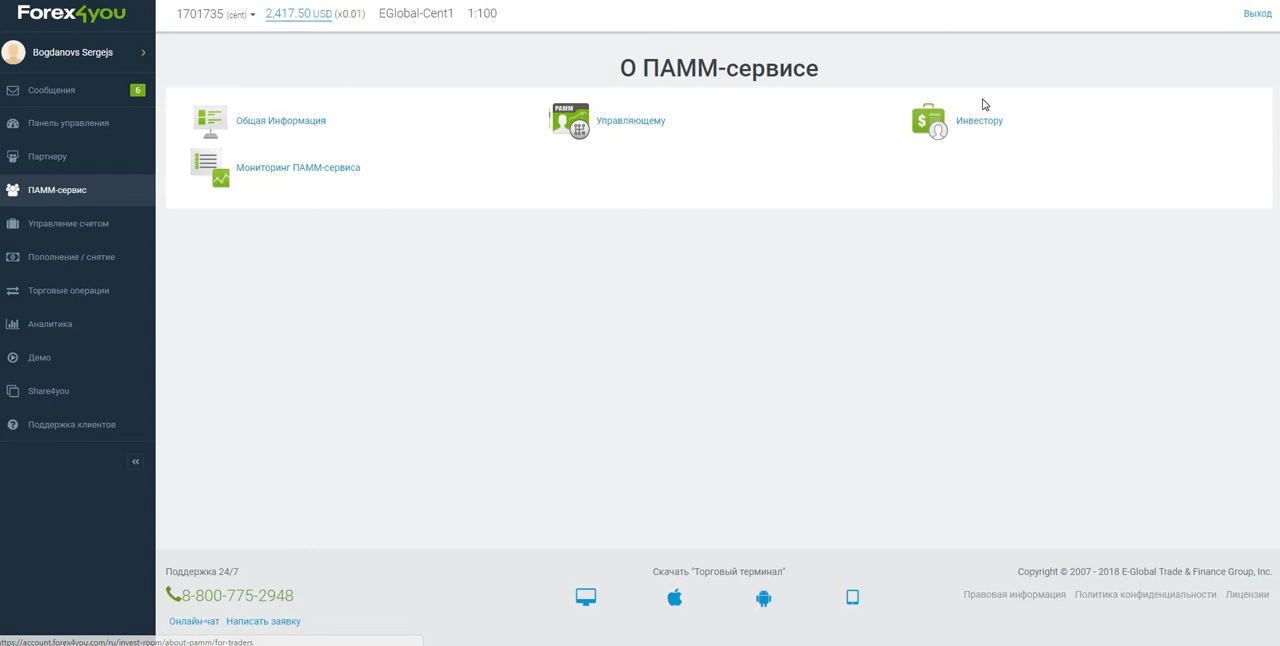 Forex4you
1701735 (cent)
2,417.50 USD (x0.01)
EGlobal-Cent1
1:100
Выход
Bogdanovs Sergejs
Сообщения
6
Панель управления
Партнеру
ПАММ-сервис
Управление счетом
Пополнение / снятие
Торговые операции
Аналитика
Демо
Share4you
Поддержка клиентов
О ПАММ-сервисе
Общая Информация
PAMM
Управляющему
$
Инвестору
Мониторинг ПАММ-сервиса
Поддержка 24/7
8-800-775-2948
Онлайн-чат Написать заявку
Скачать "Торговый терминал"
Copyright © 2007 - 2018 E-Global Trade & Finance Group, Inc.
Правовая информация Политика конфиденциальности Лицензии
https://account.forex4you.com/ru/invest-room/about-pamm/for-traders